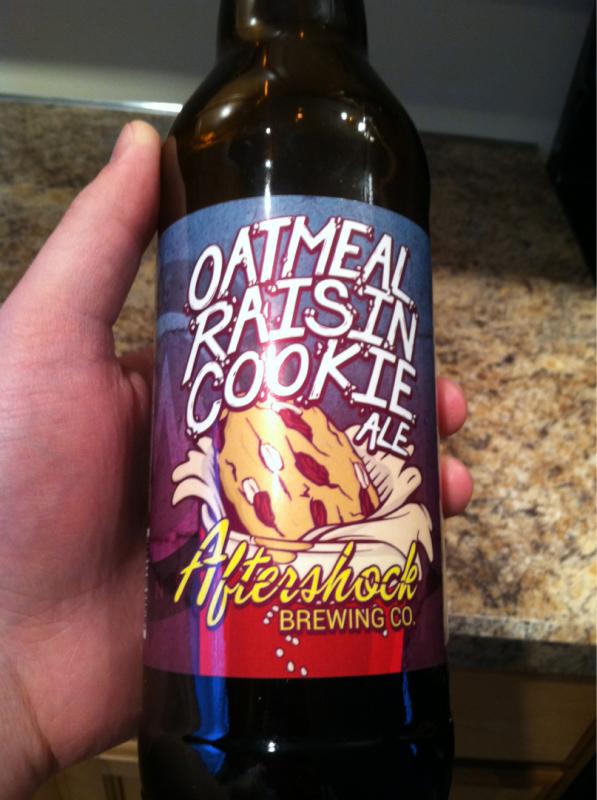 OATMEAL
RAISIN
COOKIE
ALE
Aftershock
BREWING CO.